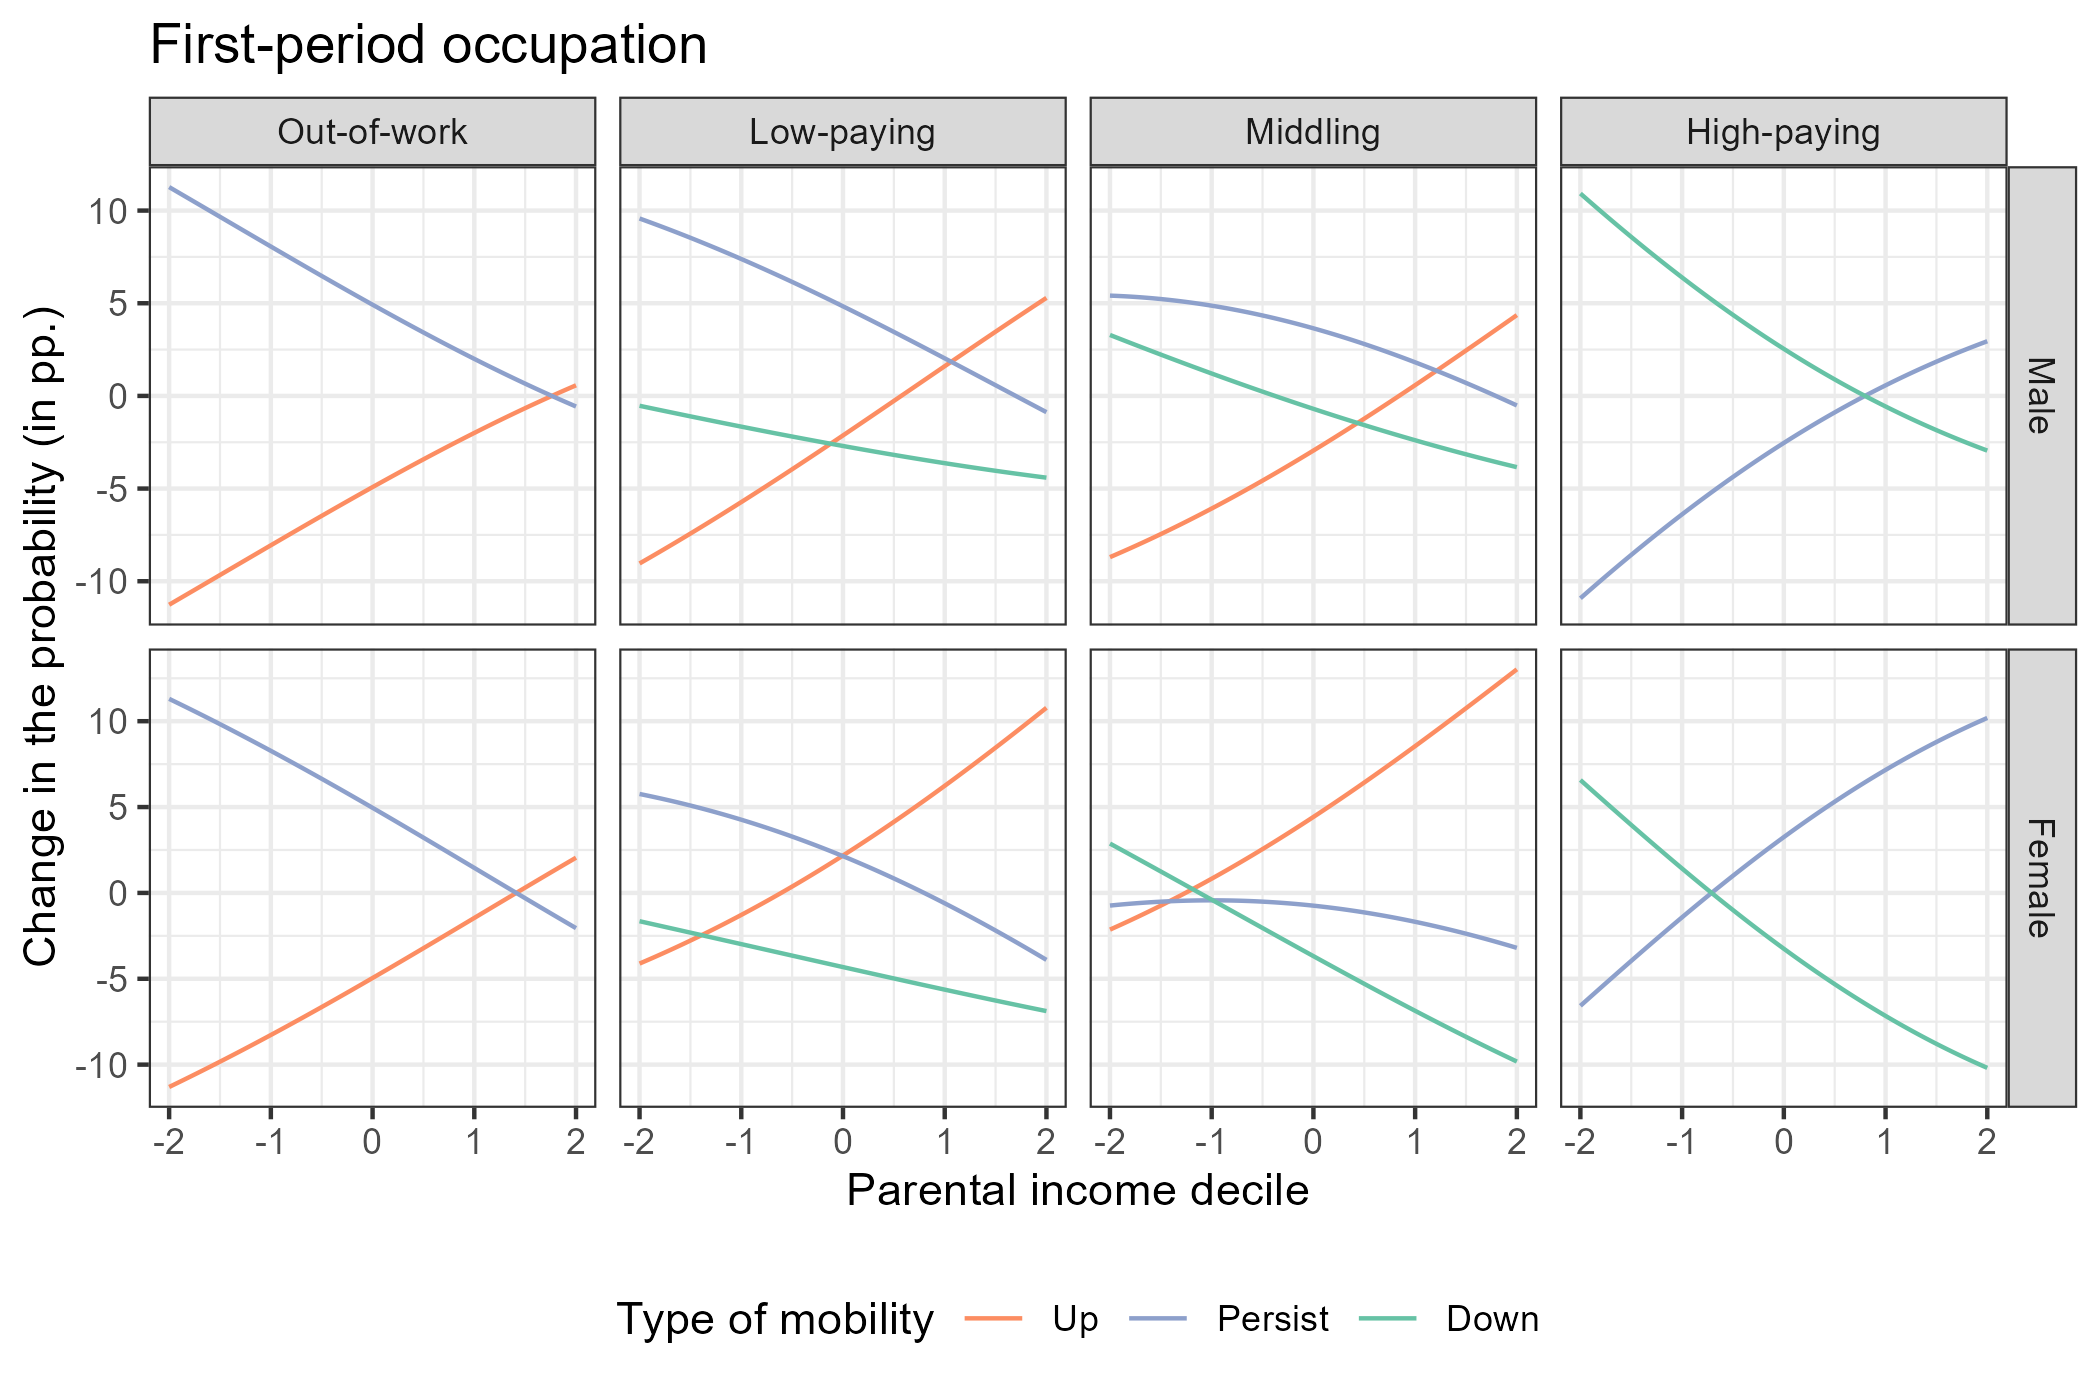 First-period occupation
Out-of-work Low-paying Middling High-paying
Change in the probability (in pp.)
10
5
0
-5
-10
Male
10
5
0
-5
-10
Female
-2 -1 0 1 2 -2 -1 0 1 2 -2 -1 0 1 2 -2 -1 0 1 2
Parental income decile
Type of mobility Up Persist Down